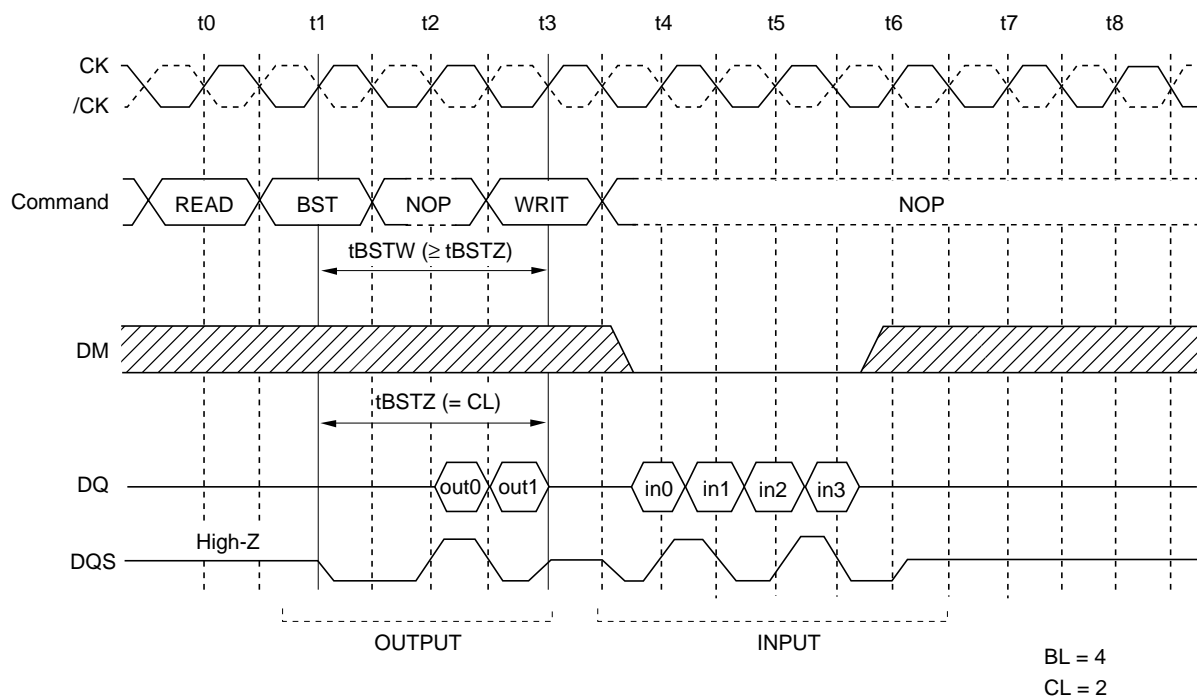 t0 t1 t2 t3 t4 t5 t6 t7 t8
CK
/CK
Command READ BST NOP WRIT NOP
tBSTW (≥ tBSTZ)
DM
tBSTZ (= CL)
DQ out0 out1 in0 in1 in2 in3
High-Z
DQS
OUTPUT INPUT
BL = 4
CL = 2